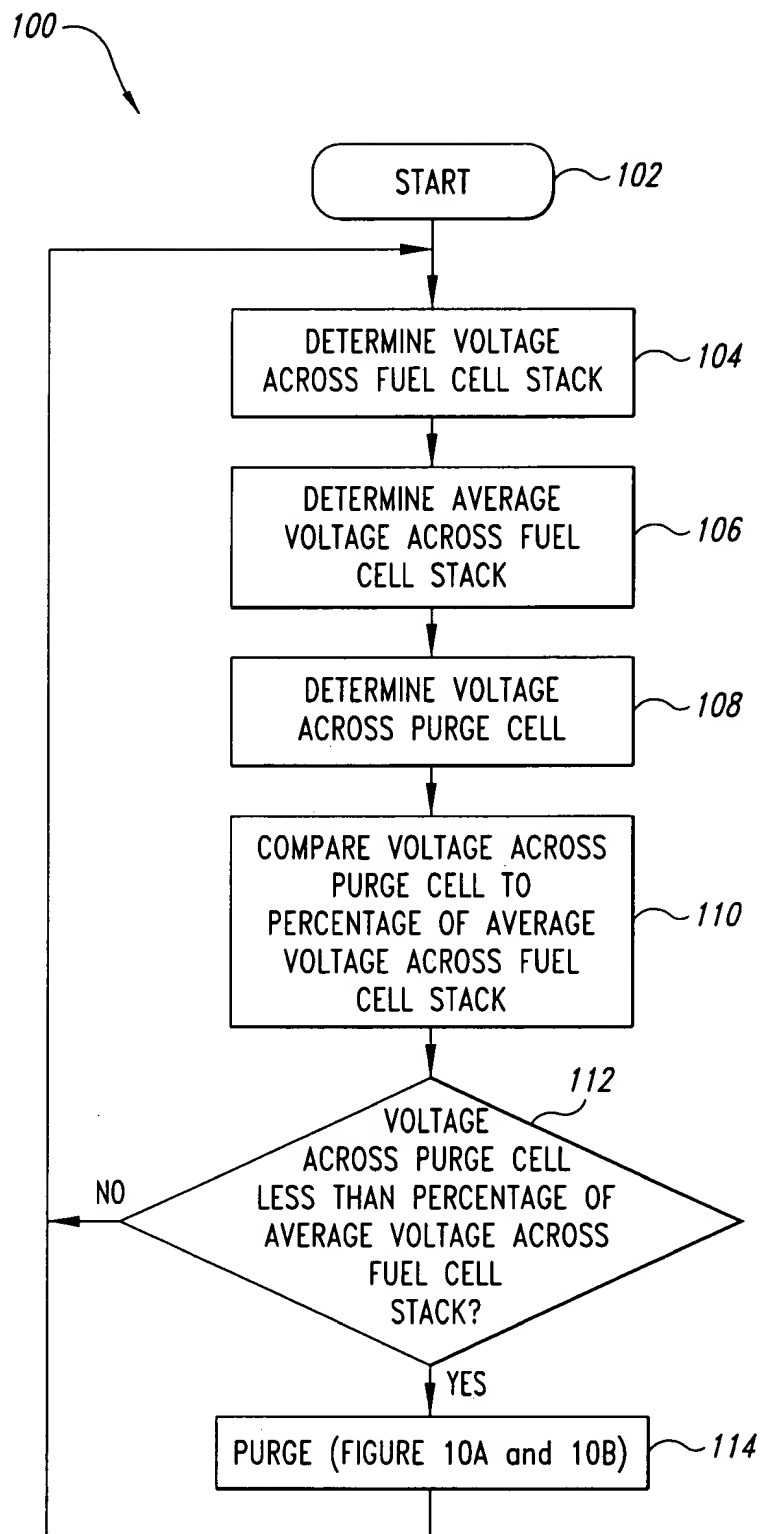 100
START
102
DETERMINE VOLTAGE
ACROSS FUEL CELL STACK
104
DETERMINE AVERAGE
VOLTAGE ACROSS FUEL
CELL STACK
106
DETERMINE VOLTAGE
ACROSS PURGE CELL
108
COMPARE VOLTAGE ACROSS
PURGE CELL TO
PERCENTAGE OF AVERAGE
VOLTAGE ACROSS FUEL
CELL STACK
110
112
VOLTAGE
ACROSS PURGE CELL
LESS THAN PERCENTAGE OF
AVERAGE VOLTAGE ACROSS
FUEL CELL
STACK?
NO
YES
PURGE (FIGURE 10A and 10B)
114